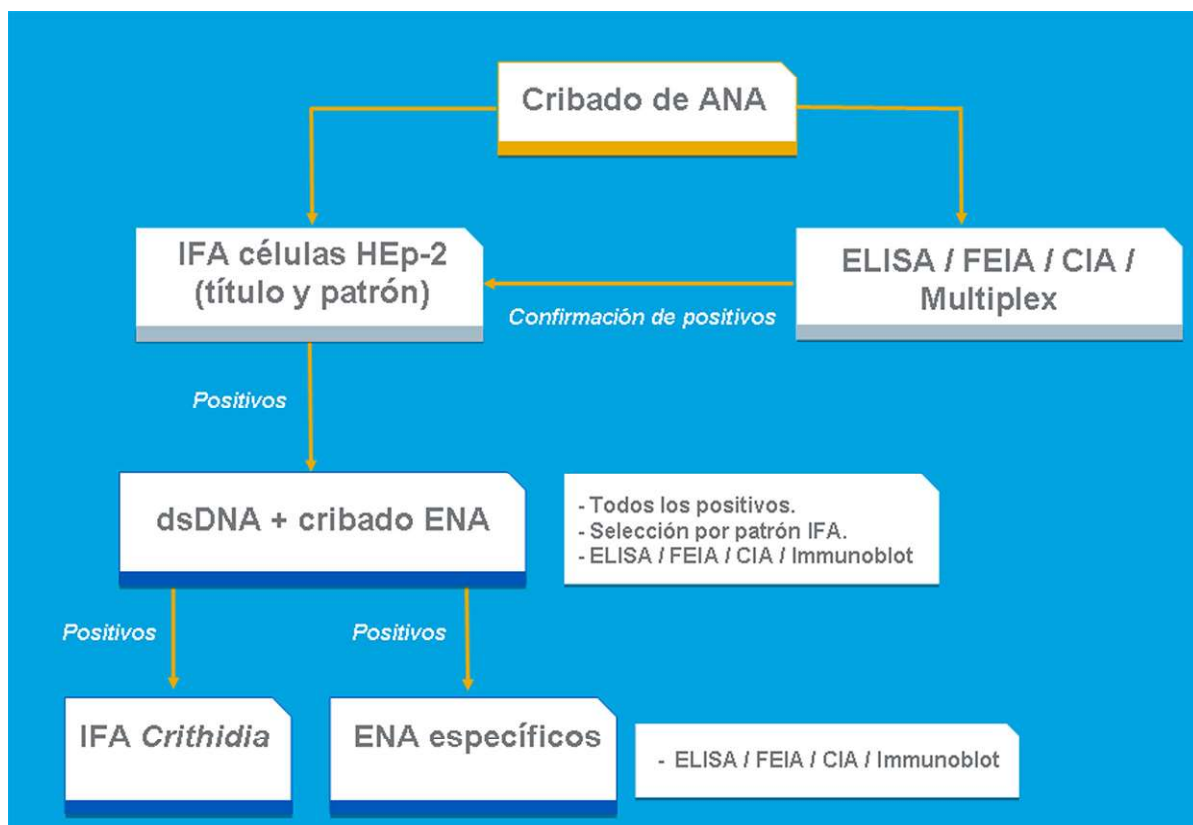 Cribado de ANA
IFA células HEp-2
(título y patrón)
ELISA / FEIA / CIA /
Multiplex
Confirmación de positivos
Positivos
dsDNA + cribado ENA
- Todos los positivos.
- Selección por patrón IFA.
- ELISA / FEIA / CIA / Immunoblot
Positivos
Positivos
IFA Crithidia
ENA específicos
- ELISA / FEIA / CIA / Immunoblot